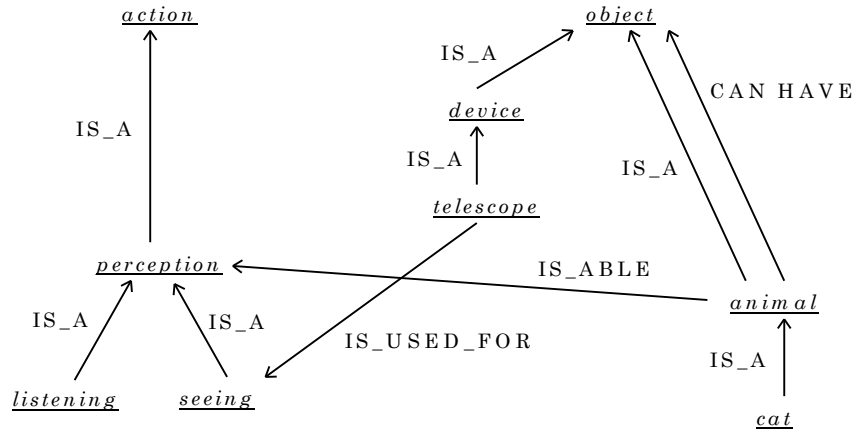 action
object
IS_A
CAN HAVE
device
IS_A
IS_A
IS_A
telescope
perception
IS_ABLE
animal
IS_A
IS_A
IS_USED_FOR
IS_A
listening
seeing
cat